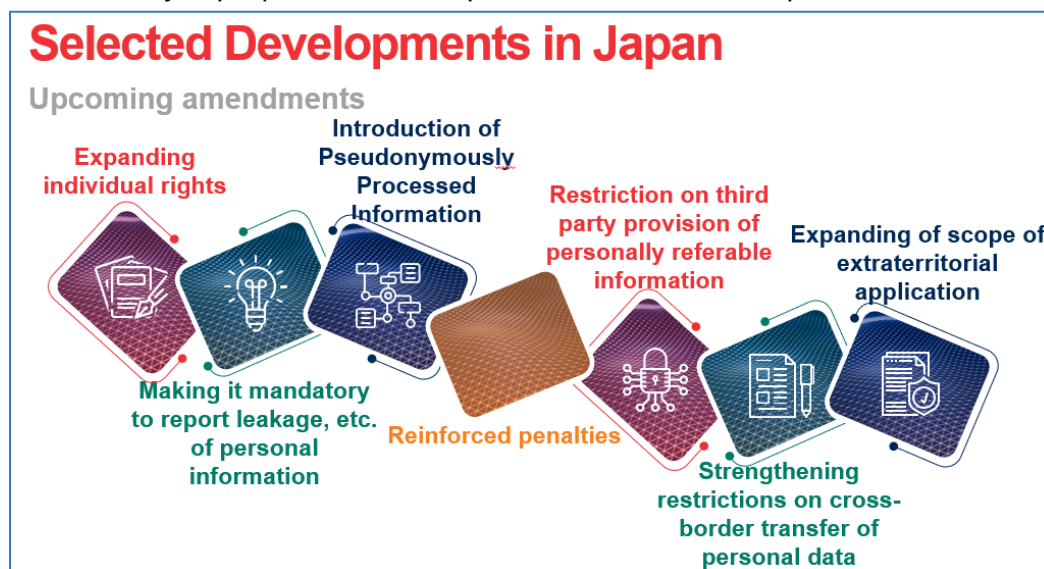 Selected Developments in Japan
Upcoming amendments
Expanding
individual rights
Making it mandatory
to report leakage, etc.
of personal
information
Introduction of
Pseudonymously
Processed
Information
Reinforced penalties
Restriction on third
party provision of
personally referable
information
Strengthening
restrictions on cross-
border transfer of
personal data
Expanding of scope of
extraterritorial
application